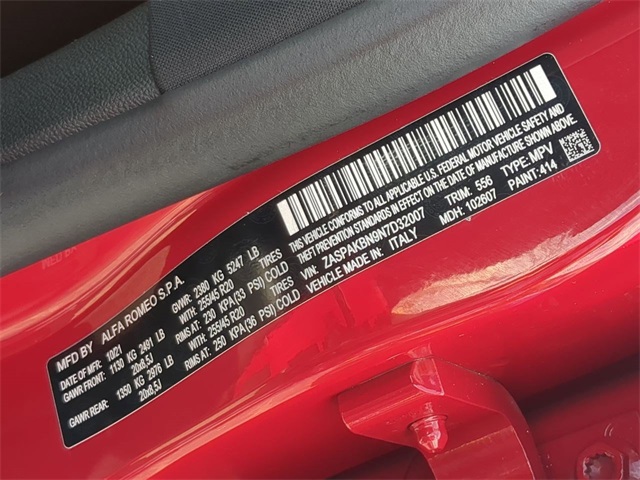 MFD BY ALFA ROMEO S.P.A.
DATE OF MFR: 10/21 GVWR: 2380 KG 5247 LB
GAWR FRONT: 1130 KG 2491 LB WITH: 255/45 R20 TIRES
20x8,5J RIMS AT: 230 KPA(33 PSI) COLD
GAWR REAR: 1350 KG 2976 LB WITH: 255/45 R20 TIRES
20x8,5J RIMS AT: 250 KPA(36 PSI) COLD
THIS VEHICLE CONFORMS TO ALL APPLICABLE U.S. FEDERAL MOTOR VEHICLE SAFETY AND
THEFT PREVENTION STANDARDS IN EFFECT ON THE DATE OF MANUFACTURE SHOWN ABOVE.
VIN: ZASPAKBN9N7D32007 TRIM: 556 TYPE: MPV
VEHICLE MADE IN: ITALY MDH: 102607 PAINT: 414